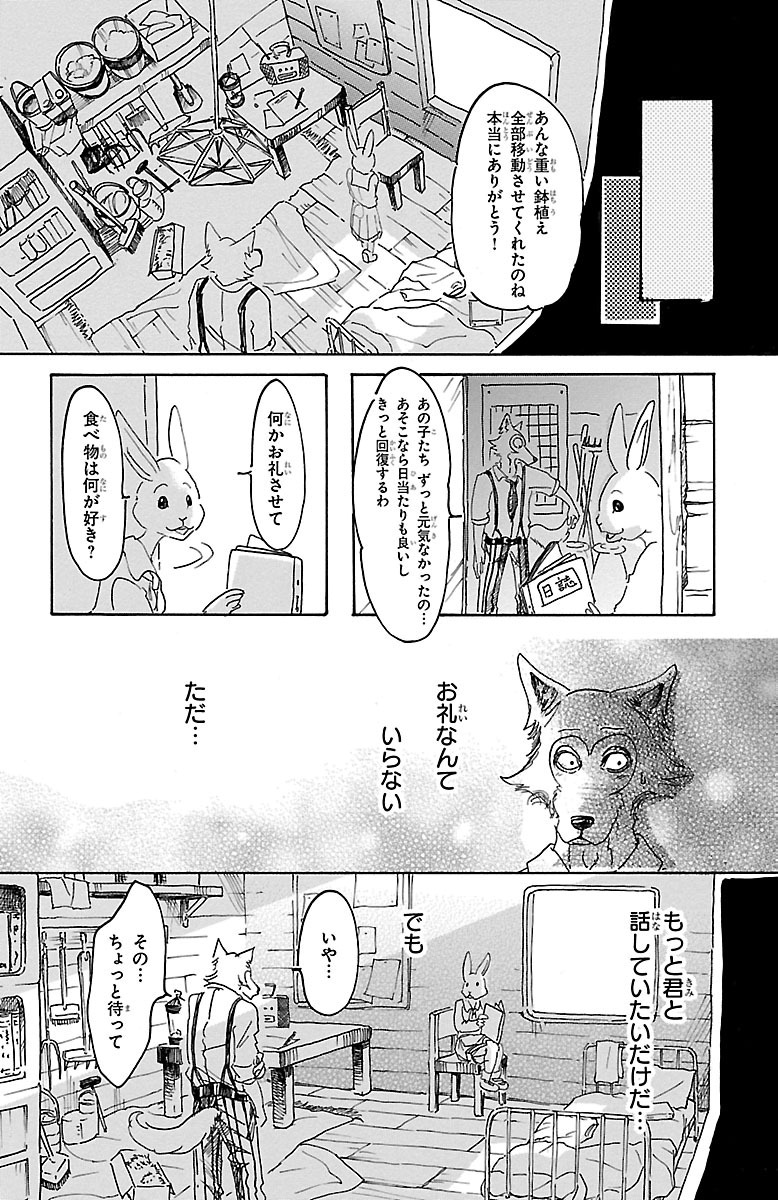 あんな重い鉢植え
全部移動させてくれたのね
本当にありがとう!
あの子たち ずっと元気なかったの…
あそこなら日当たりも良いし
きっと回復するわ
日誌
何かお礼させて
食べ物は何が好き?
お礼なんて
いらない
ただ…
もっと君と
話していたいだけだ…
でも
いや…
その…
ちょっと待って